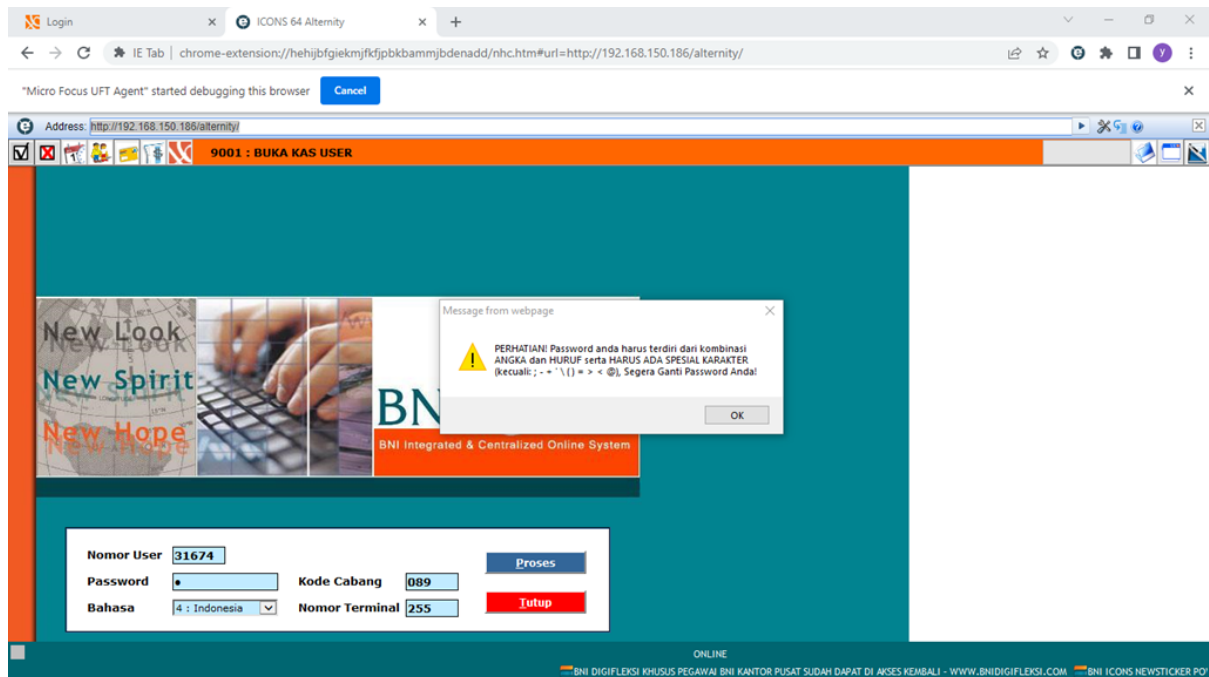 Login
ICONS 64 Alternity
IE Tab | chrome-extension://hehijbfgiekmjfkfjpbkbammjbdenadd/nhc.htm#url=http://192.168.150.186/alternity/
y
"Micro Focus UFT Agent" started debugging this browser Cancel
Address: http://192.168.150.186/alternity/
9001 : BUKA KAS USER
New Look
New Spirit
New Hope
BN
BNI Integrated & Centralized Online System
Message from webpage
PERHATIAN! Password anda harus terdiri dari kombinasi
ANGKA dan HURUF serta HARUS ADA SPESIAL KARAKTER
(kecuali: ; - + ' \ () = > < @), Segera Ganti Password Anda!
OK
Nomor User 31674
Proses
Password • Kode Cabang 089
Bahasa 4 : Indonesia Nomor Terminal 255
Tutup
ONLINE
BNI DIGIFLEKSI KHUSUS PEGAWAI BNI KANTOR PUSAT SUDAH DAPAT DI AKSES KEMBALI - WWW.BNIDIGIFLEKSI.COM BNI ICONS NEWSTICKER PO'